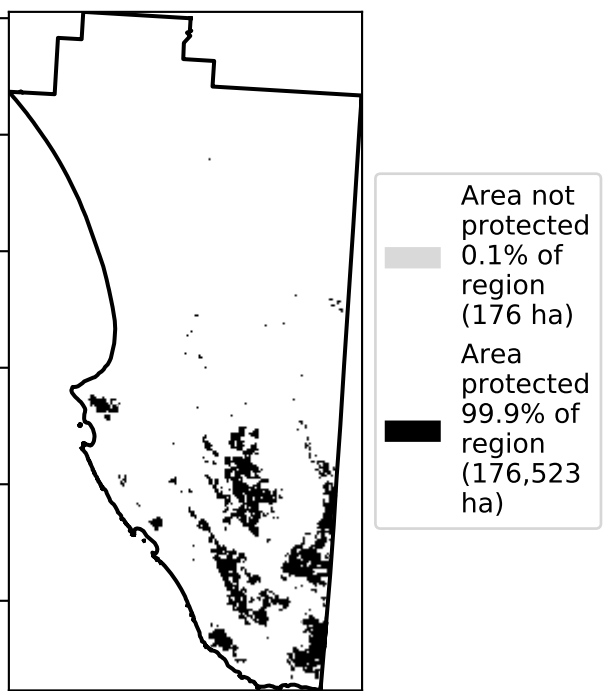 Area not
protected
0.1% of
region
(176 ha)
Area
protected
99.9% of
region
(176,523
ha)